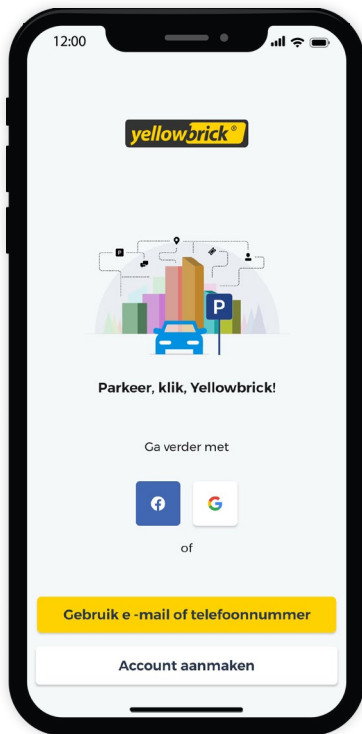 12:00
yellowbrick®
P
P
Parkeer, klik, Yellowbrick!
Ga verder met
f G
of
Gebruik e -mail of telefoonnummer
Account aanmaken